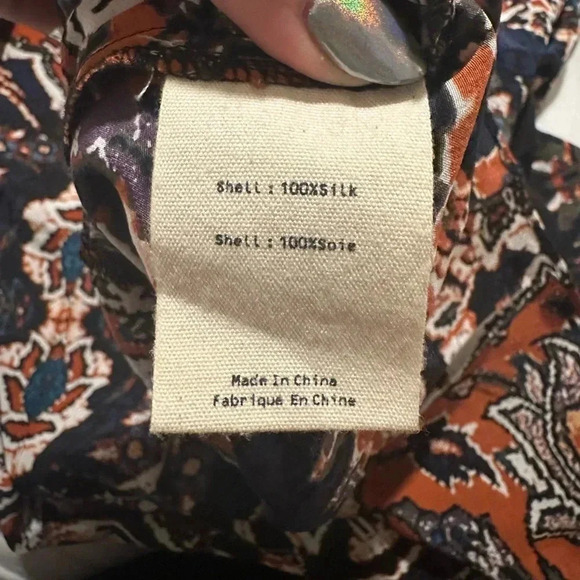 Shell : 100%Silk
Shell : 100%Soie
Made In China
Fabrique En Chine